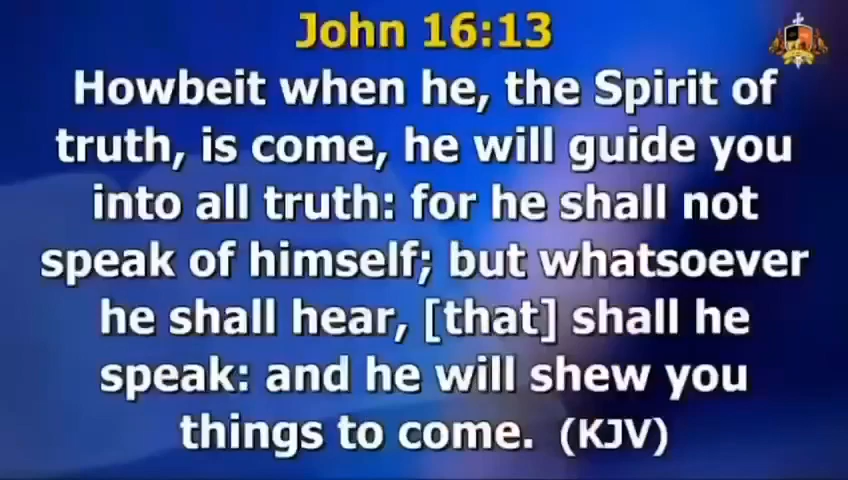 John 16:13
Howbeit when he, the Spirit of
truth, is come, he will guide you
into all truth: for he shall not
speak of himself; but whatsoever
he shall hear, [that] shall he
speak: and he will shew you
things to come. (KJV)